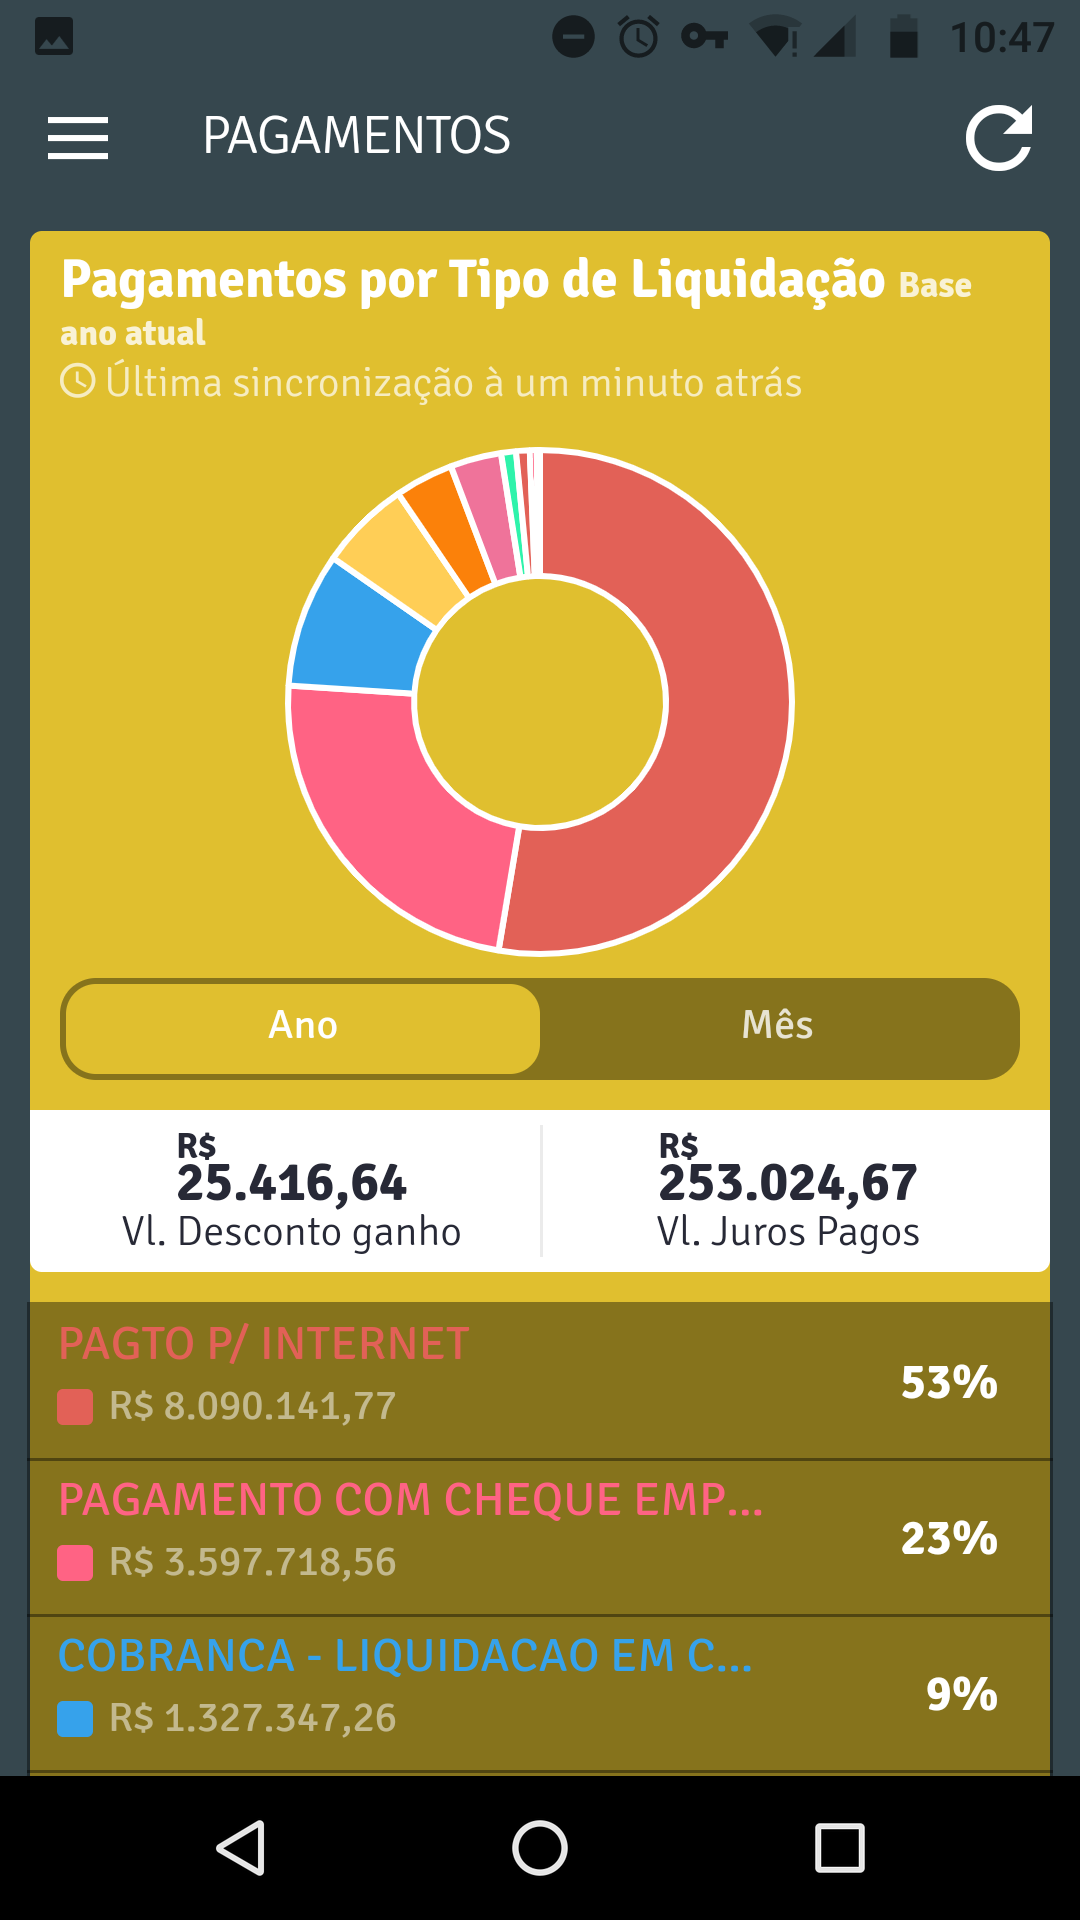 10:47
PAGAMENTOS
Pagamentos por Tipo de Liquidação Base
ano atual
Última sincronização à um minuto atrás
Ano
Mês
R$
25.416,64
Vl. Desconto ganho
R$
253.024,67
Vl. Juros Pagos
PAGTO P/ INTERNET
R$ 8.090.141,77
53%
PAGAMENTO COM CHEQUE EMP...
R$ 3.597.718,56
23%
COBRANCA - LIQUIDACAO EM C...
R$ 1.327.347,26
9%